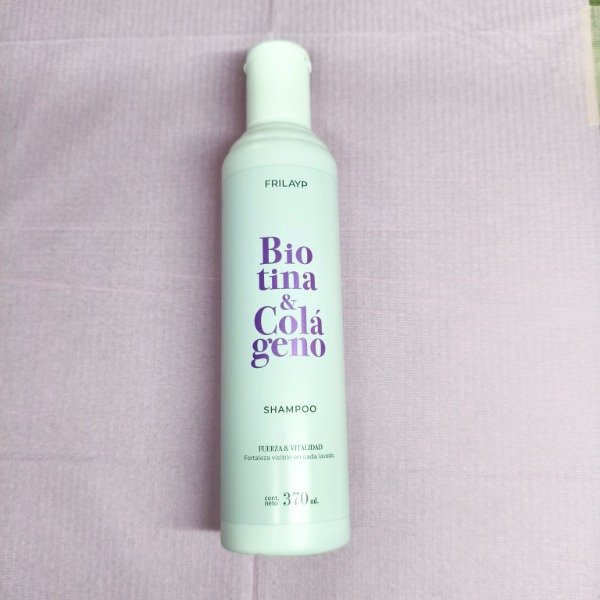 FRILAYP
Bio
tina
&
Colá
geno
SHAMPOO
FUERZA & VITALIDAD
Fortaleza visible en cada lavado.
cont.
neto 370 mL.